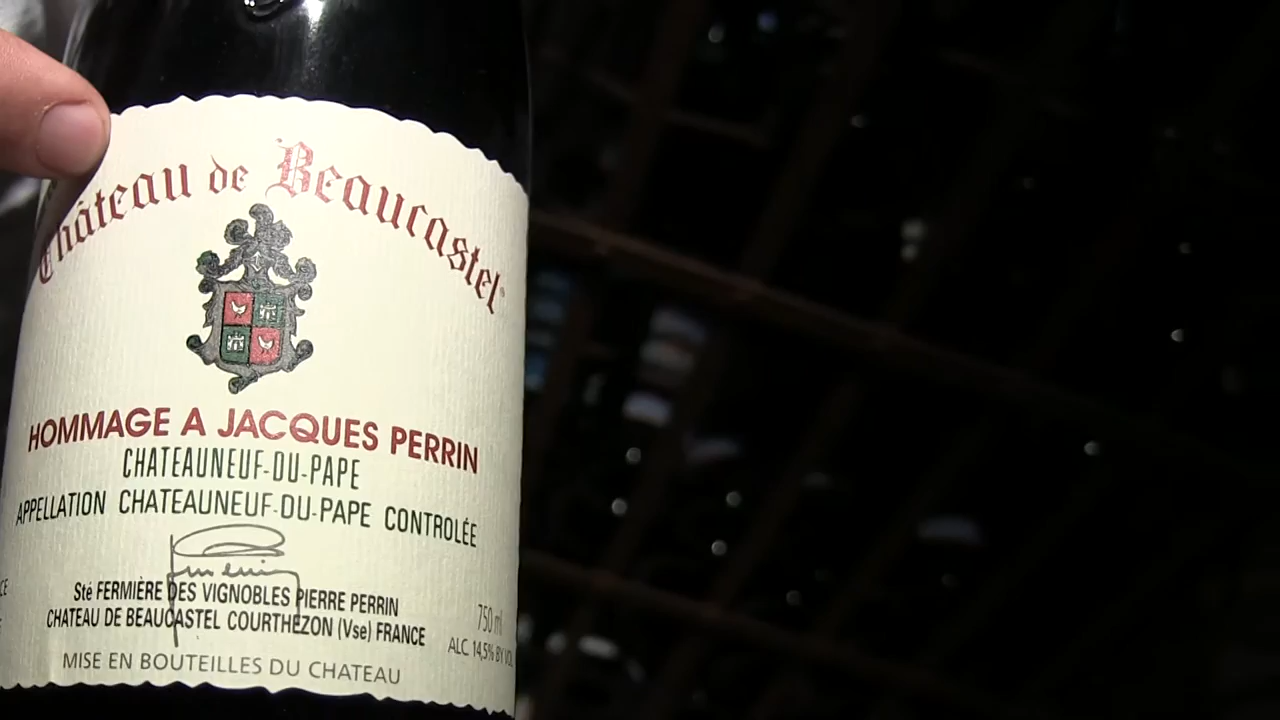 Château de Beaucastel
HOMMAGE A JACQUES PERRIN
CHATEAUNEUF-DU-PAPE
APPELLATION CHATEAUNEUF-DU-PAPE CONTROLÉE
Sté FERMIÈRE DES VIGNOBLES PIERRE PERRIN
CHATEAU DE BEAUCASTEL COURTHEZON (Vse) FRANCE
750 ml
ALC. 14,5% BY VOL
MISE EN BOUTEILLES DU CHATEAU